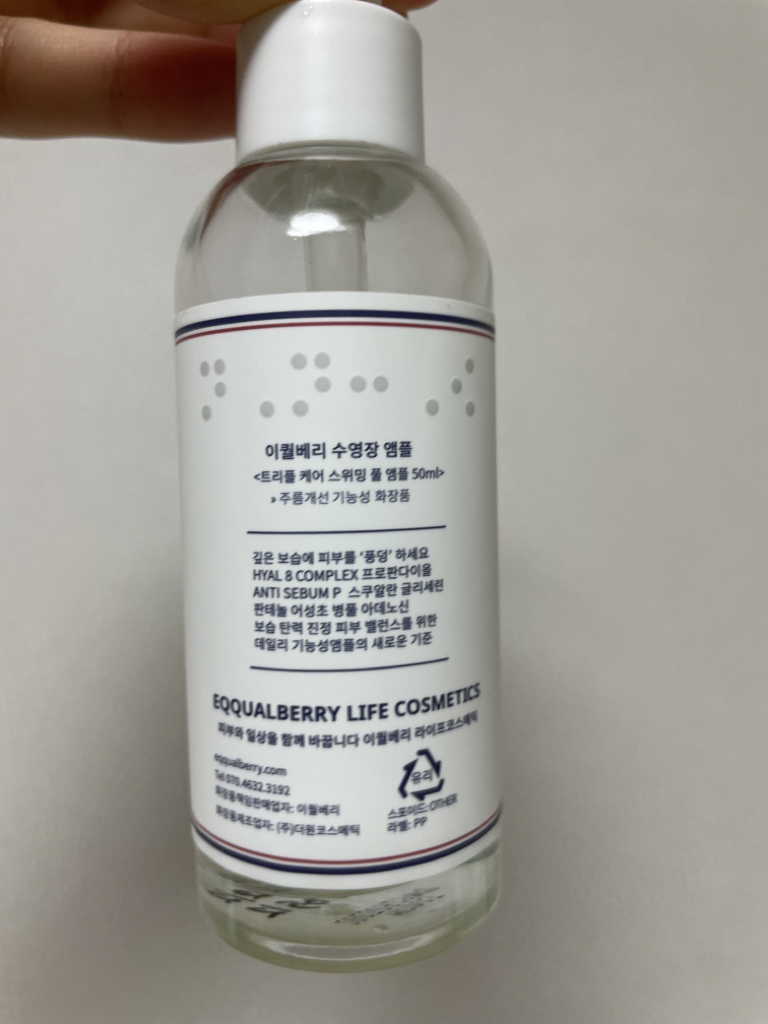 이퀄베리 수영장 앰플
<트리플 케어 스위밍 풀 앰플 50ml>
» 주름개선 기능성 화장품
깊은 보습에 피부를 ‘풍덩’ 하세요
HYAL 8 COMPLEX 프로판다이올
ANTI SEBUM P 스쿠알란 글리세린
판테놀 어성초 병풀 아데노신
보습 탄력 진정 피부 밸런스를 위한
데일리 기능성앰플의 새로운 기준
EQQUALBERRY LIFE COSMETICS
피부와 일상을 함께 바꿉니다 이퀄베리 라이프코스메틱
eqqualberry.com
Tel 070.4632.3192
화장품책임판매업자: 이퀄베리
화장품제조업자: (주)더원코스메틱
유리
스포이드: OTHER
라벨: PP